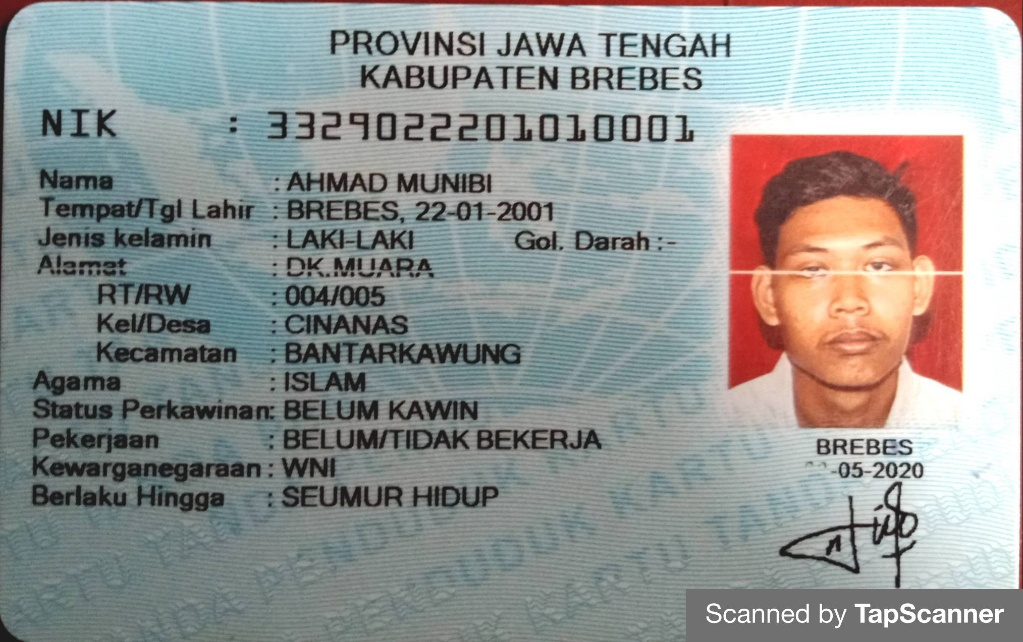 PROVINSI JAWA TENGAH
KABUPATEN BREBES
NIK : 3329022201010001
Nama : AHMAD MUNIBI
Tempat/Tgl Lahir : BREBES, 22-01-2001
Jenis kelamin : LAKI-LAKI Gol. Darah :-
Alamat : DK.MUARA
RT/RW : 004/005
Kel/Desa : CINANAS
Kecamatan : BANTARKAWUNG
Agama : ISLAM
Status Perkawinan: BELUM KAWIN
Pekerjaan : BELUM/TIDAK BEKERJA
Kewarganegaraan : WNI
Berlaku Hingga : SEUMUR HIDUP
BREBES
-05-2020
Scanned by TapScanner